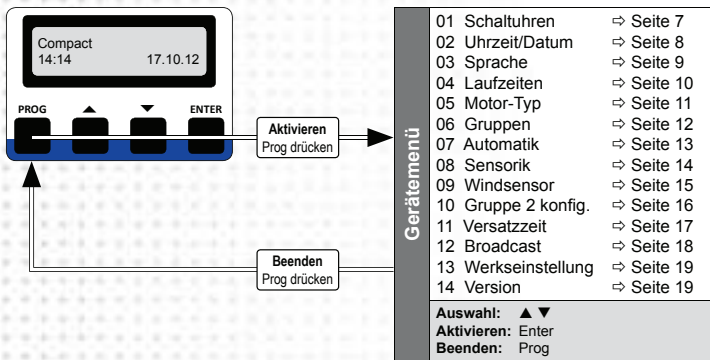 Compact
14:14 17.10.12
PROG ▲ ▼ ENTER
Aktivieren
Prog drücken
Beenden
Prog drücken
Gerätemenü
01 Schaltuhren ⇨ Seite 7
02 Uhrzeit/Datum ⇨ Seite 8
03 Sprache ⇨ Seite 9
04 Laufzeiten ⇨ Seite 10
05 Motor-Typ ⇨ Seite 11
06 Gruppen ⇨ Seite 12
07 Automatik ⇨ Seite 13
08 Sensorik ⇨ Seite 14
09 Windsensor ⇨ Seite 15
10 Gruppe 2 konfig. ⇨ Seite 16
11 Versatzzeit ⇨ Seite 17
12 Broadcast ⇨ Seite 18
13 Werkseinstellung ⇨ Seite 19
14 Version ⇨ Seite 19
Auswahl: ▲ ▼
Aktivieren: Enter
Beenden: Prog